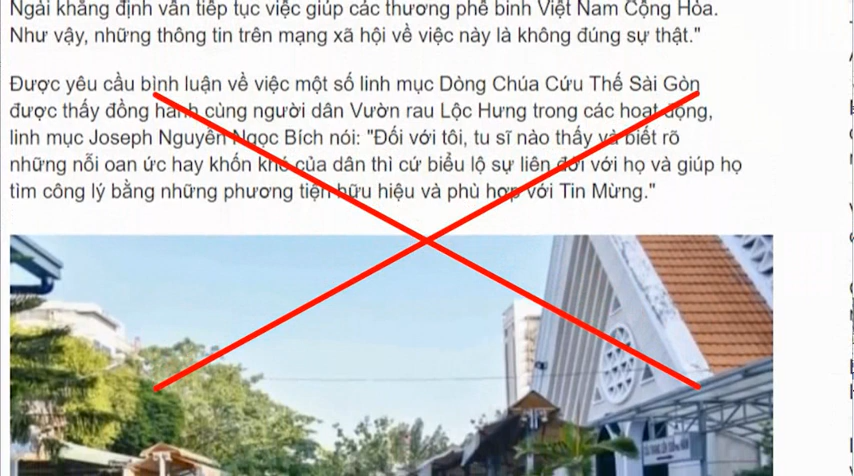 Ngài khẳng định vẫn tiếp tục việc giúp các thương phế binh Việt Nam Cộng Hòa.
Như vậy, những thông tin trên mạng xã hội về việc này là không đúng sự thật."
Được yêu cầu bình luận về việc một số linh mục Dòng Chúa Cứu Thế Sài Gòn
được thấy đồng hành cùng người dân Vườn rau Lộc Hưng trong các hoạt động,
linh mục Joseph Nguyễn Ngọc Bích nói: "Đối với tôi, tu sĩ nào thấy và biết rõ
những nỗi oan ức hay khốn khó của dân thì cứ biểu lộ sự liên đới với họ và giúp họ
tìm công lý bằng những phương tiện hữu hiệu và phù hợp với Tin Mừng."